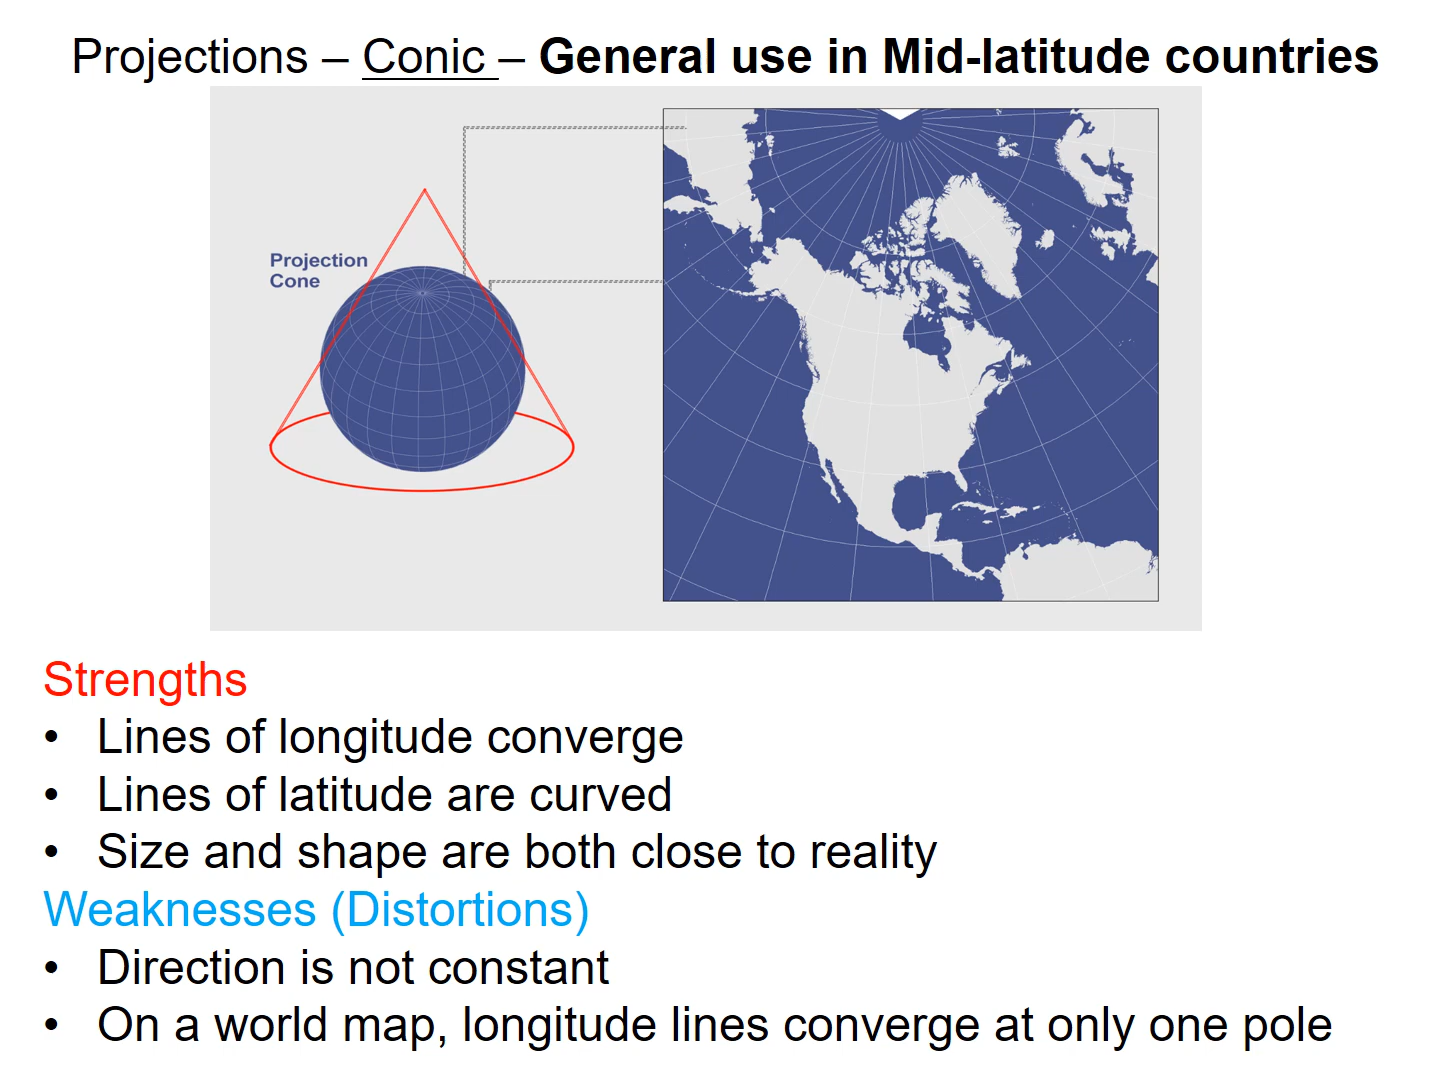 Projections – Conic – General use in Mid-latitude countries
Projection
Cone
Strengths
• Lines of longitude converge
• Lines of latitude are curved
• Size and shape are both close to reality
Weaknesses (Distortions)
• Direction is not constant
• On a world map, longitude lines converge at only one pole